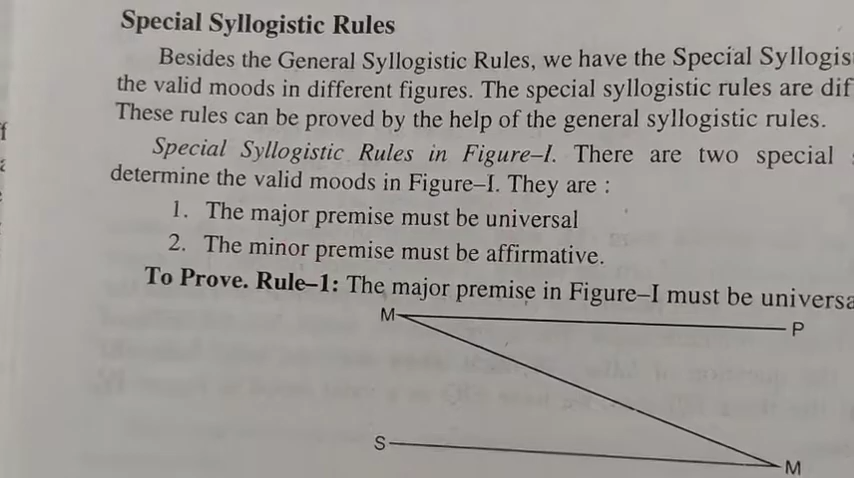 Special Syllogistic Rules
Besides the General Syllogistic Rules, we have the Special Syllogis
the valid moods in different figures. The special syllogistic rules are dif
These rules can be proved by the help of the general syllogistic rules.
Special Syllogistic Rules in Figure–I. There are two special
determine the valid moods in Figure–I. They are :
1. The major premise must be universal
2. The minor premise must be affirmative.
To Prove. Rule–1: The major premise in Figure–I must be universa
M P
S M